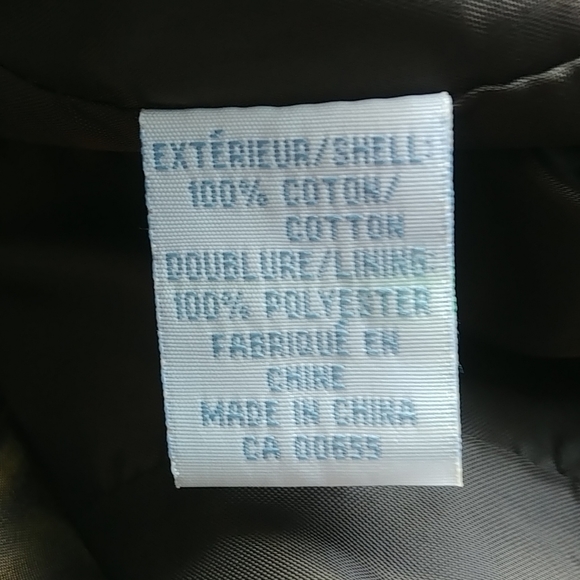 EXTÉRIEUR/SHELL:
100% COTON/
COTTON
DOUBLURE/LINING:
100% POLYESTER
FABRIQUÉ EN
CHINE
MADE IN CHINA
CA 00655